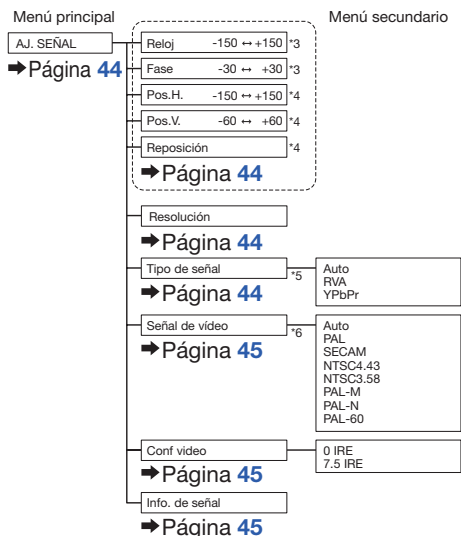 Menú principal
Menú secundario
AJ. SEÑAL
➡Página 44
Reloj -150 ↔ +150 *3
Fase -30 ↔ +30 *3
Pos.H. -150 ↔ +150 *4
Pos.V. -60 ↔ +60 *4
Reposición *4
➡Página 44
Resolución
➡Página 44
Tipo de señal *5
➡Página 44
Auto
RVA
YPbPr
Señal de vídeo *6
➡Página 45
Auto
PAL
SECAM
NTSC4.43
NTSC3.58
PAL-M
PAL-N
PAL-60
Conf video
➡Página 45
0 IRE
7.5 IRE
Info. de señal
➡Página 45